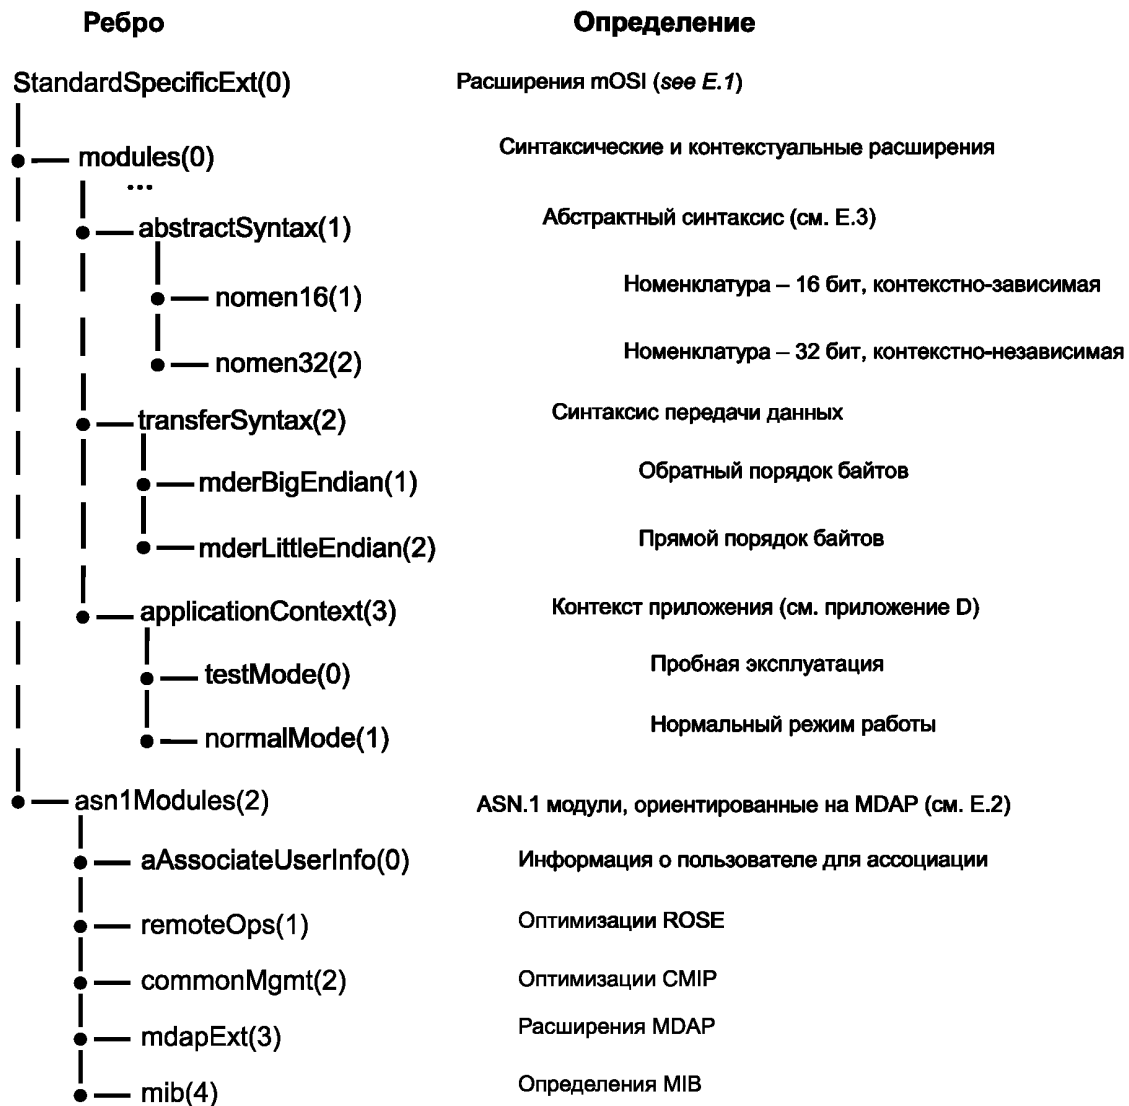 Ребро Определение
StandardSpecificExt(0) Расширения mOSI (see E.1)
modules(0) Синтаксические и контекстуальные расширения
...
abstractSyntax(1) Абстрактный синтаксис (см. E.3)
nomen16(1) Номенклатура – 16 бит, контекстно-зависимая
nomen32(2) Номенклатура – 32 бит, контекстно-независимая
transferSyntax(2) Синтаксис передачи данных
mderBigEndian(1) Обратный порядок байтов
mderLittleEndian(2) Прямой порядок байтов
applicationContext(3) Контекст приложения (см. приложение D)
testMode(0) Пробная эксплуатация
normalMode(1) Нормальный режим работы
asn1Modules(2) ASN.1 модули, ориентированные на MDAP (см. E.2)
aAssociateUserInfo(0) Информация о пользователе для ассоциации
remoteOps(1) Оптимизации ROSE
commonMgmt(2) Оптимизации CMIP
mdapExt(3) Расширения MDAP
mib(4) Определения MIB